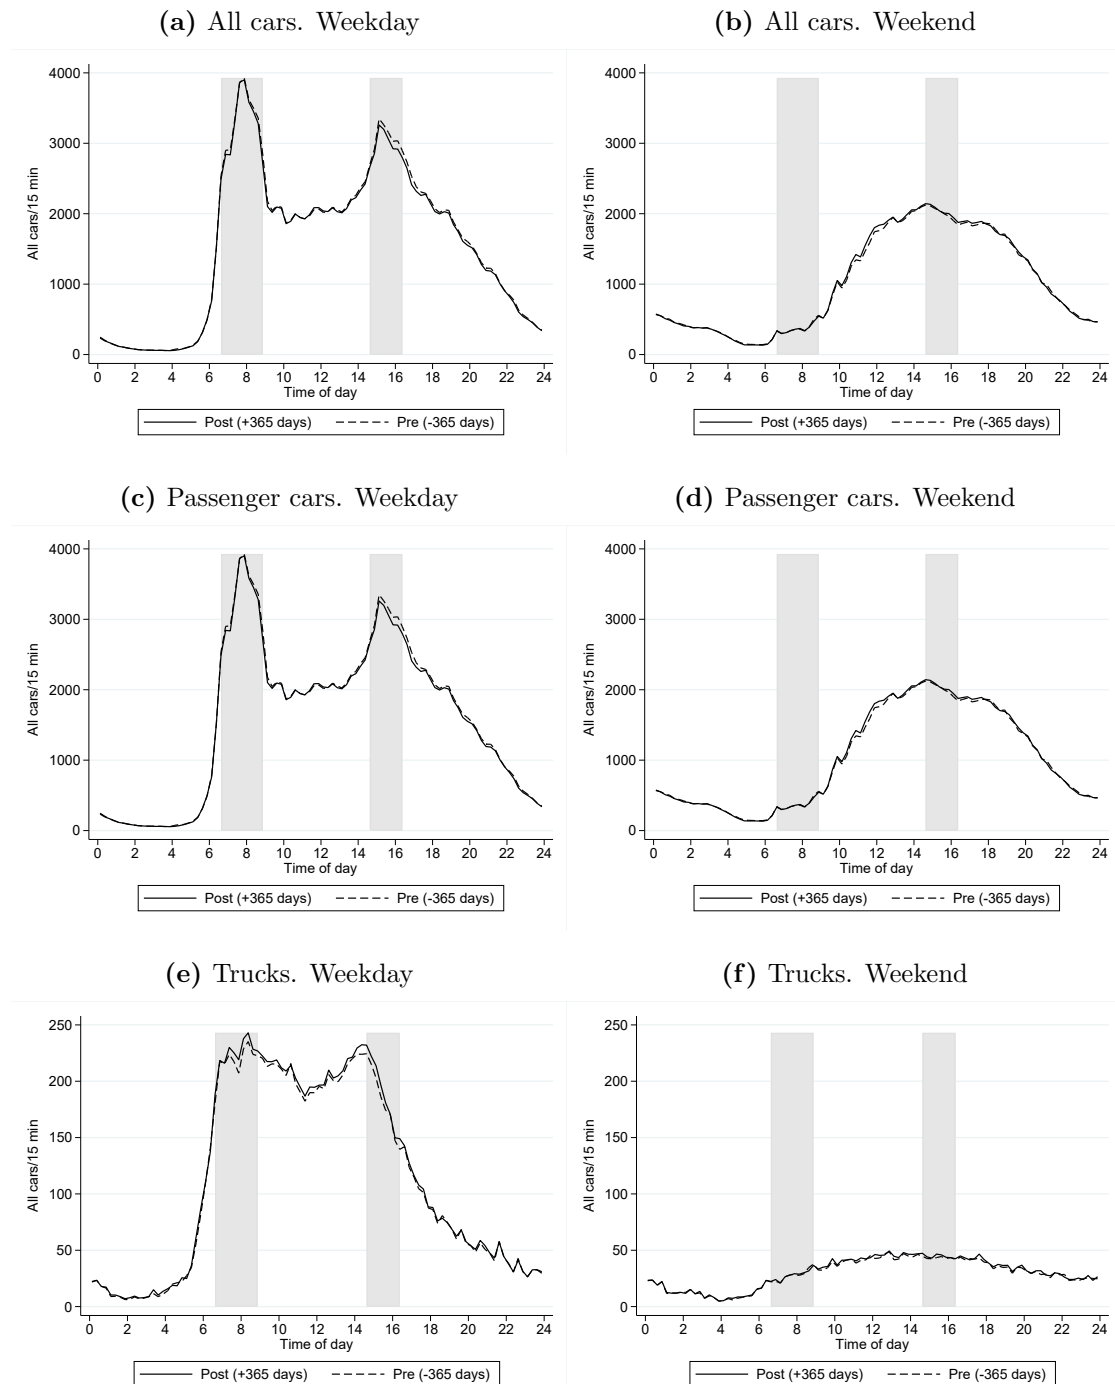 (a) All cars. Weekday
4000
3000
2000
1000
0
All cars/15 min
0 2 4 6 8 10 12 14 16 18 20 22 24
Time of day
Post (+365 days) Pre (-365 days)
(b) All cars. Weekend
4000
3000
2000
1000
0
All cars/15 min
0 2 4 6 8 10 12 14 16 18 20 22 24
Time of day
Post (+365 days) Pre (-365 days)
(c) Passenger cars. Weekday
4000
3000
2000
1000
0
All cars/15 min
0 2 4 6 8 10 12 14 16 18 20 22 24
Time of day
Post (+365 days) Pre (-365 days)
(d) Passenger cars. Weekend
4000
3000
2000
1000
0
All cars/15 min
0 2 4 6 8 10 12 14 16 18 20 22 24
Time of day
Post (+365 days) Pre (-365 days)
(e) Trucks. Weekday
250
200
150
100
50
0
All cars/15 min
0 2 4 6 8 10 12 14 16 18 20 22 24
Time of day
Post (+365 days) Pre (-365 days)
(f) Trucks. Weekend
250
200
150
100
50
0
All cars/15 min
0 2 4 6 8 10 12 14 16 18 20 22 24
Time of day
Post (+365 days) Pre (-365 days)